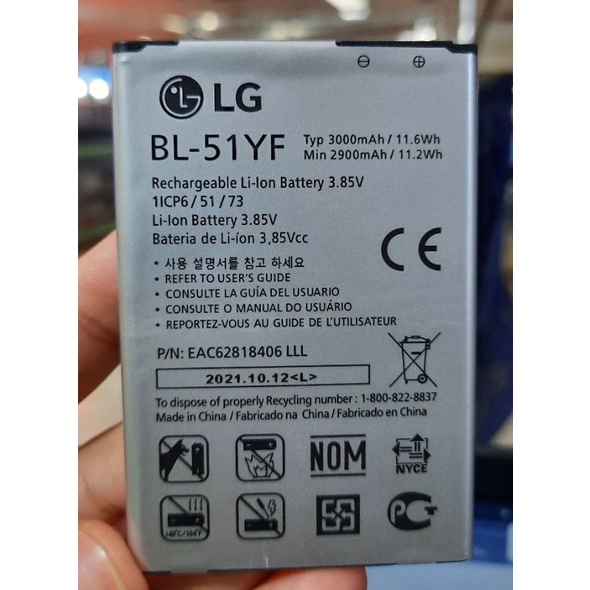 ⊖ ⊕
LG
BL-51YF
Typ 3000mAh / 11.6Wh
Min 2900mAh / 11.2Wh
Rechargeable Li-Ion Battery 3.85V
1ICP6 / 51 / 73
Li-Ion Battery 3.85V
Bateria de Li-íon 3,85Vcc
CE
• 사용 설명서를 참고 하세요
• REFER TO USER'S GUIDE
• CONSULTE LA GUÍA DEL USUARIO
• CONSULTE O MANUAL DO USUÁRIO
• REPORTEZ-VOUS AU GUIDE DE L'UTILISATEUR
P/N: EAC62818406 LLL
2021.10.12<L>
To dispose of properly Recycling number : 1-800-822-8837
Made in China / Fabricado na China / Fabricado en China
NOM
NYCE